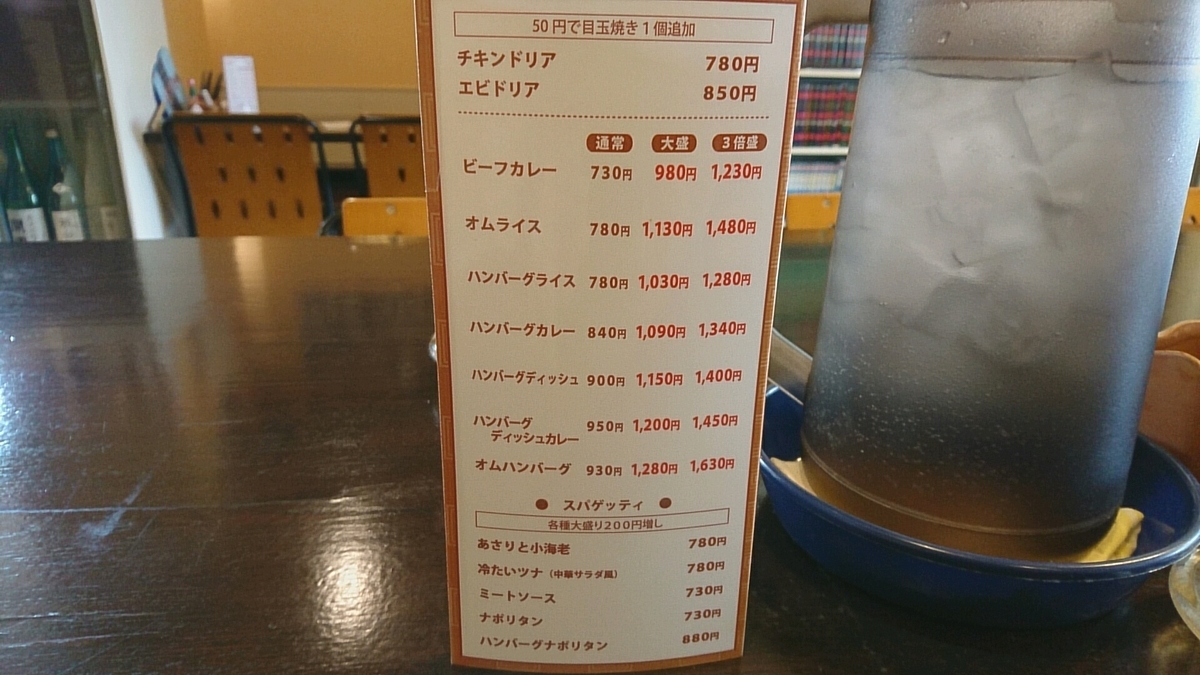 50円で目玉焼き1個追加
チキンドリア 780円
エビドリア 850円
通常 大盛 3倍盛
ビーフカレー 730円 980円 1,230円
オムライス 780円 1,130円 1,480円
ハンバーグライス 780円 1,030円 1,280円
ハンバーグカレー 840円 1,090円 1,340円
ハンバーグディッシュ 900円 1,150円 1,400円
ハンバーグ
ディッシュカレー 950円 1,200円 1,450円
オムハンバーグ 930円 1,280円 1,630円
● スパゲッティ ●
各種大盛り200円増し
あさりと小海老 780円
冷たいツナ（中華サラダ風） 780円
ミートソース 730円
ナポリタン 730円
ハンバーグナポリタン 880円